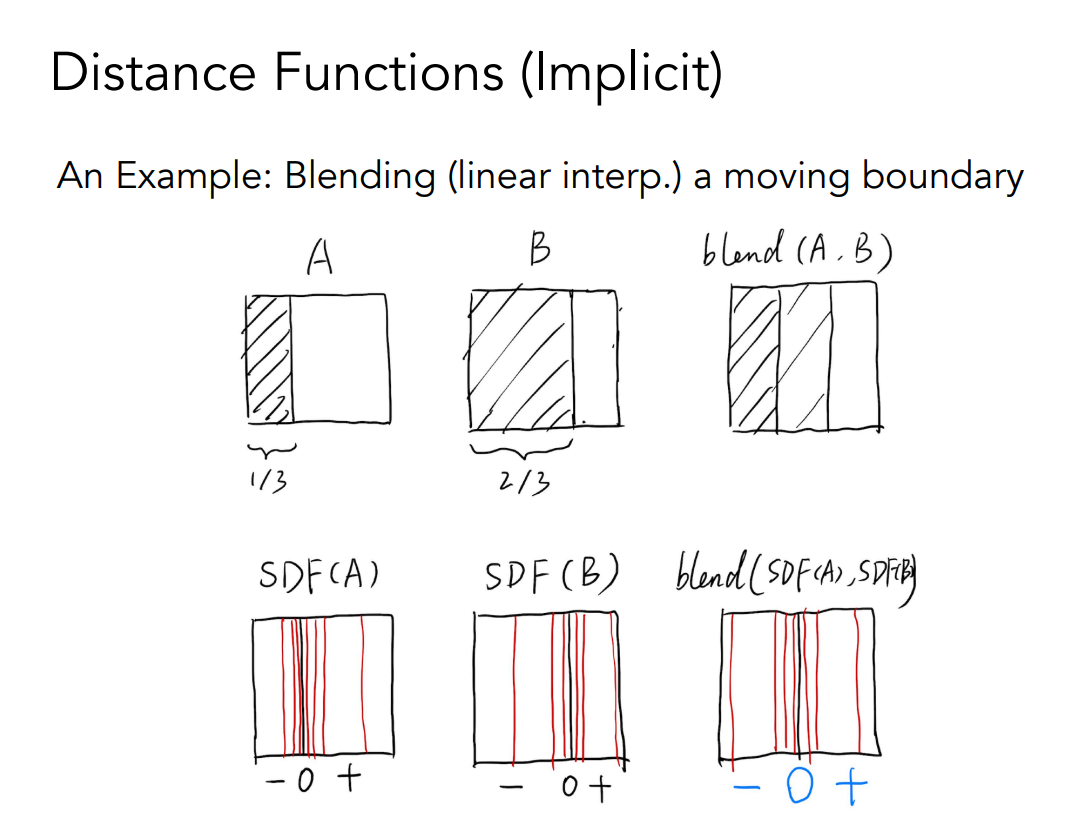 Distance Functions (Implicit)
An Example: Blending (linear interp.) a moving boundary
A B blend (A, B)
1/3 2/3
SDF(A) SDF(B) blend(SDF(A),SDF(B)
- 0 + - 0 + - 0 +